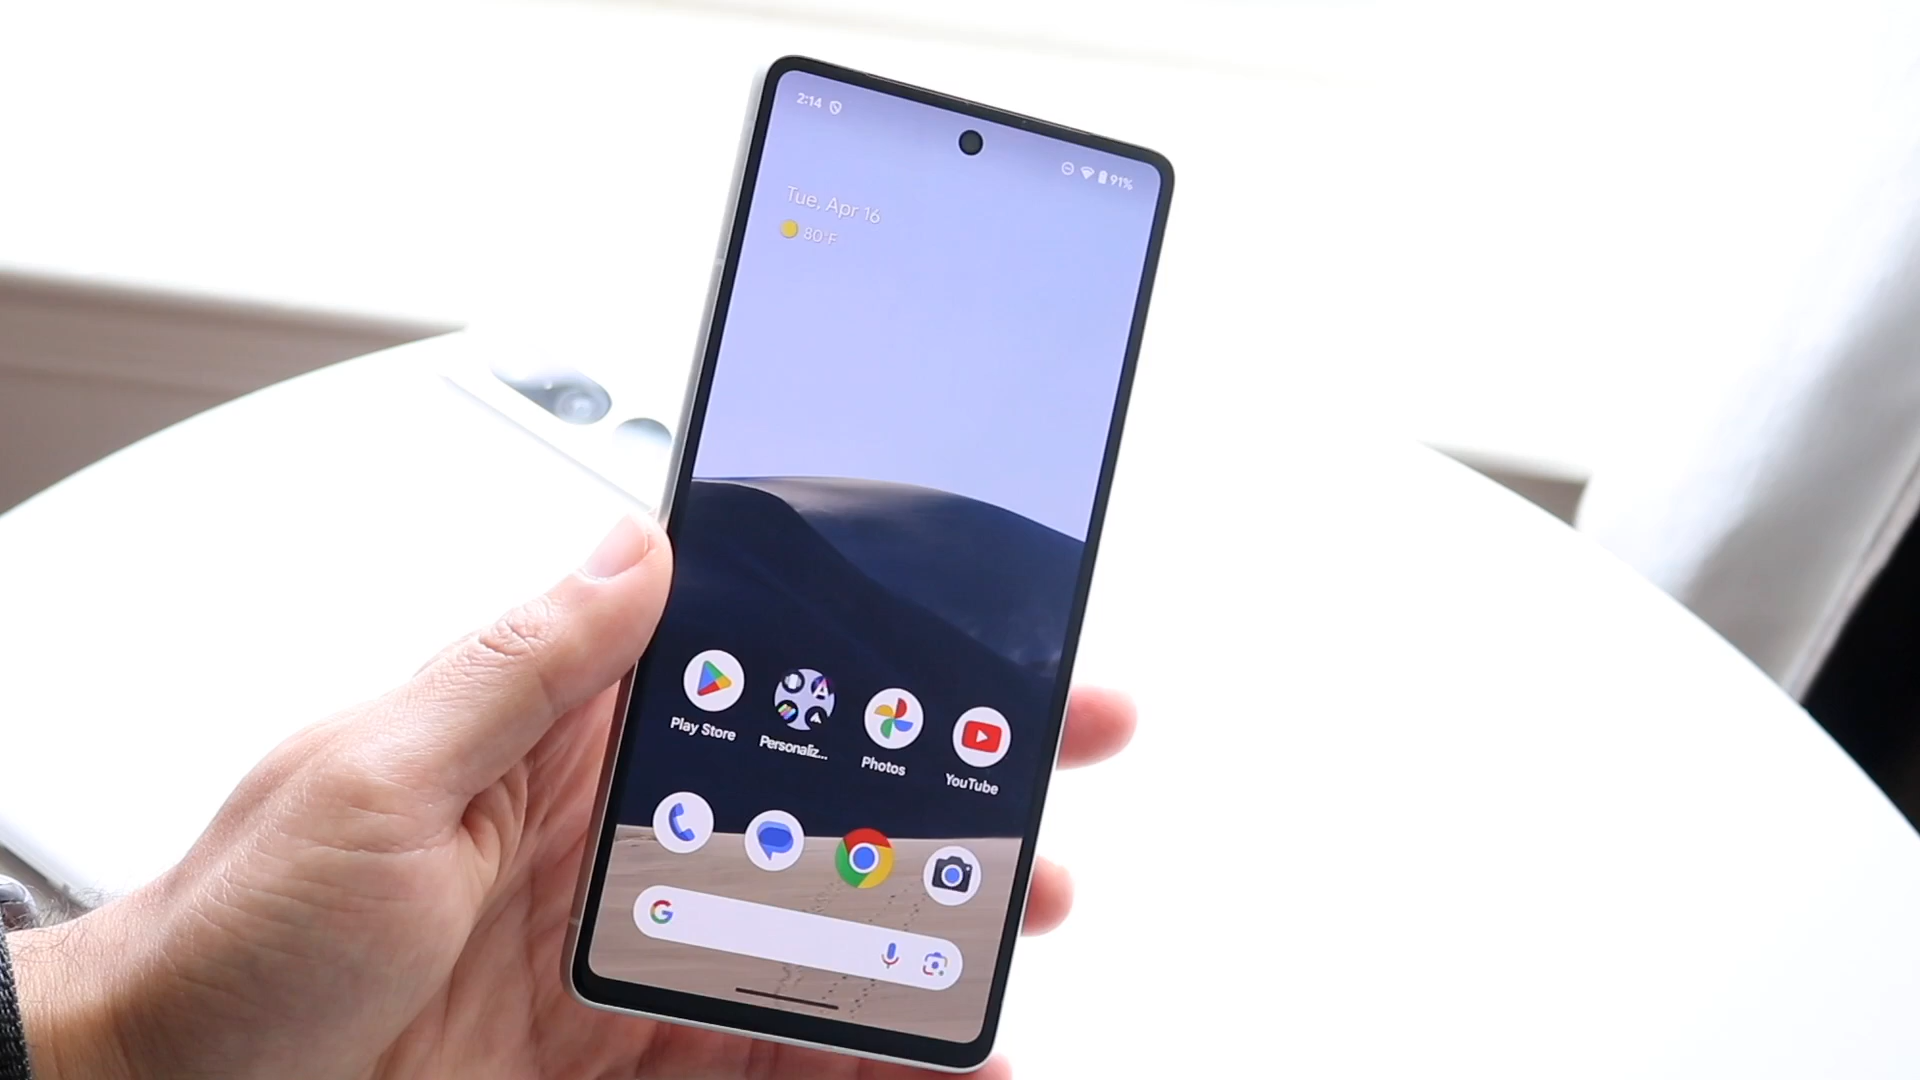 2:14
91%
Tue, Apr 16
80°F
Play Store
Personaliz...
Photos
YouTube